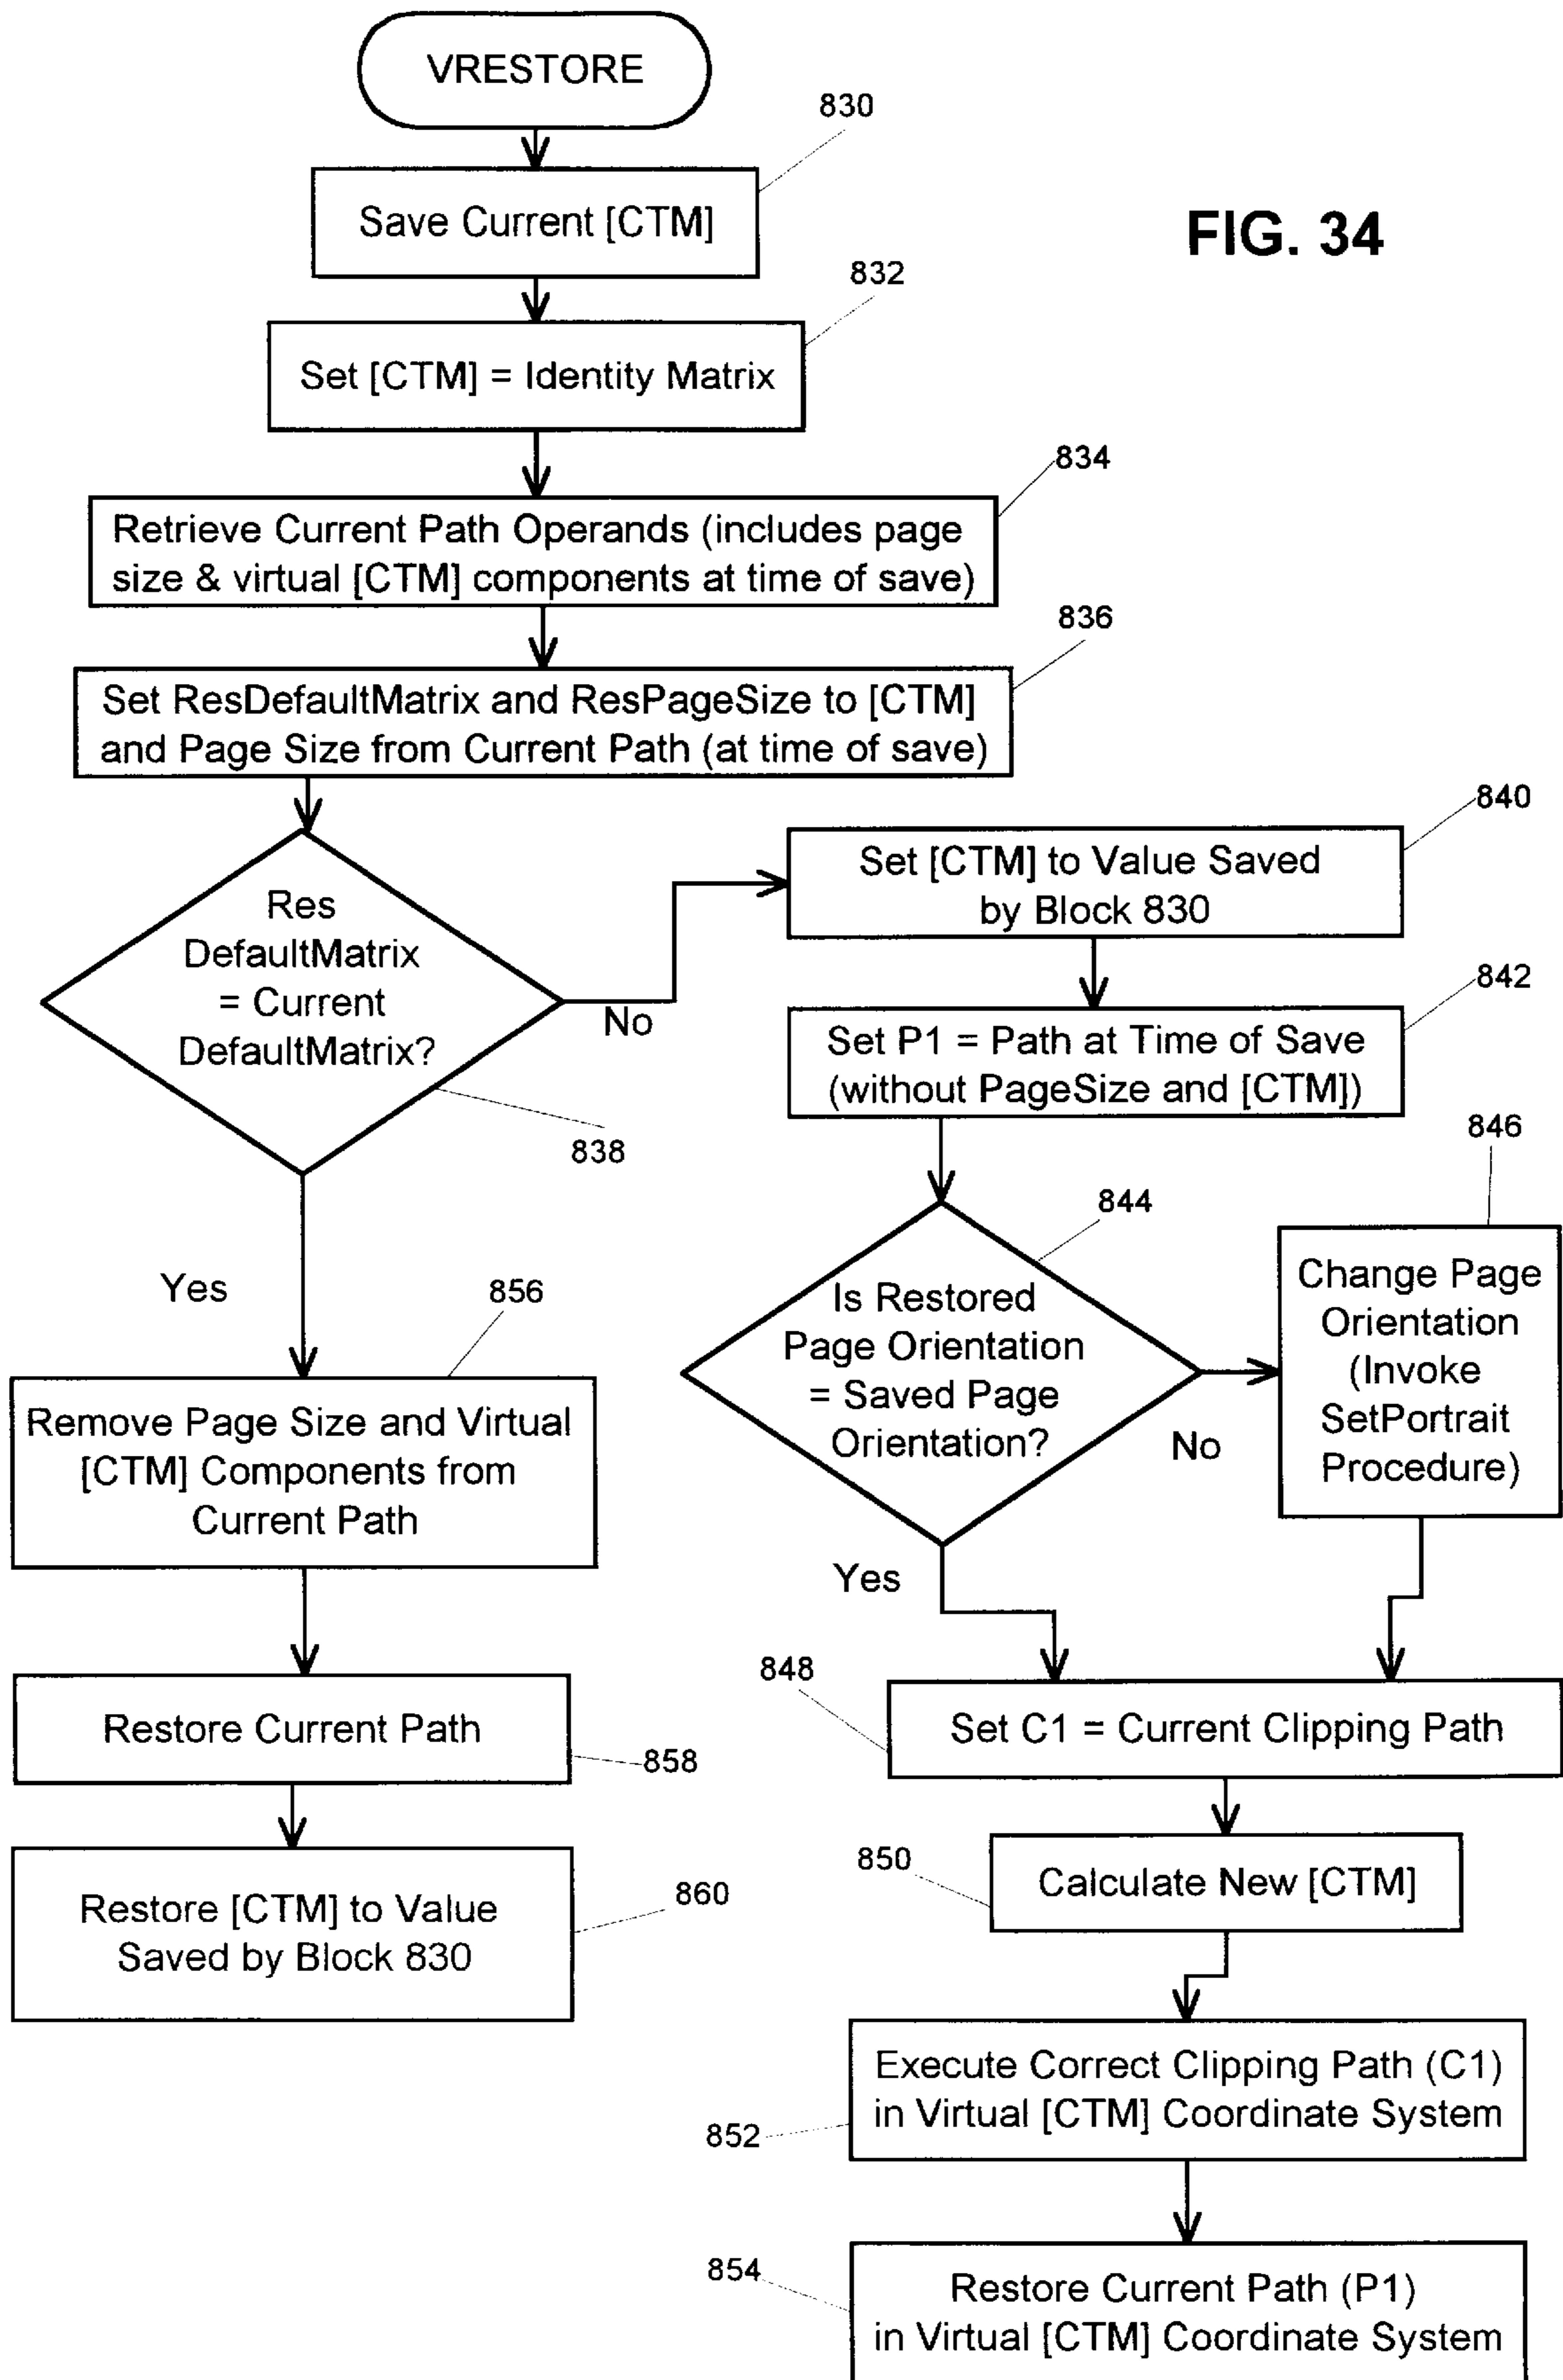 VRESTORE
830
Save Current [CTM]
FIG. 34
832
Set [CTM] = Identity Matrix
834
Retrieve Current Path Operands (includes page
size & virtual [CTM] components at time of save)
836
Set ResDefaultMatrix and ResPageSize to [CTM]
and Page Size from Current Path (at time of save)
Res
DefaultMatrix
= Current
DefaultMatrix?
838
No
Yes
840
Set [CTM] to Value Saved
by Block 830
842
Set P1 = Path at Time of Save
(without PageSize and [CTM])
844
Is Restored
Page Orientation
= Saved Page
Orientation?
No
Yes
846
Change Page
Orientation
(Invoke
SetPortrait
Procedure)
856
Remove Page Size and Virtual
[CTM] Components from
Current Path
Restore Current Path
858
Restore [CTM] to Value
Saved by Block 830
860
848
Set C1 = Current Clipping Path
850
Calculate New [CTM]
Execute Correct Clipping Path (C1)
in Virtual [CTM] Coordinate System
852
854
Restore Current Path (P1)
in Virtual [CTM] Coordinate System